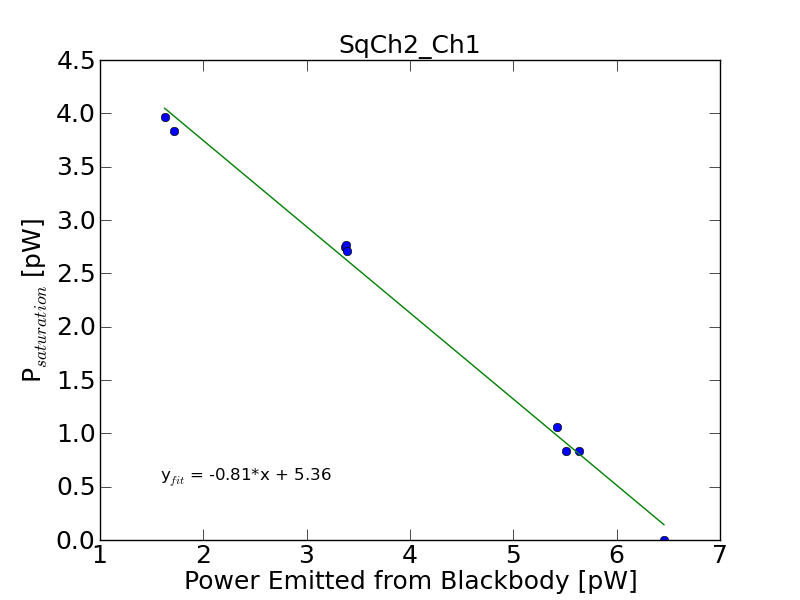 SqCh2_Ch1
4.5
4.0
3.5
3.0
2.5
2.0
1.5
1.0
0.5
0.0
P_saturation [pW]
y_fit = -0.81*x + 5.36
1 2 3 4 5 6 7
Power Emitted from Blackbody [pW]